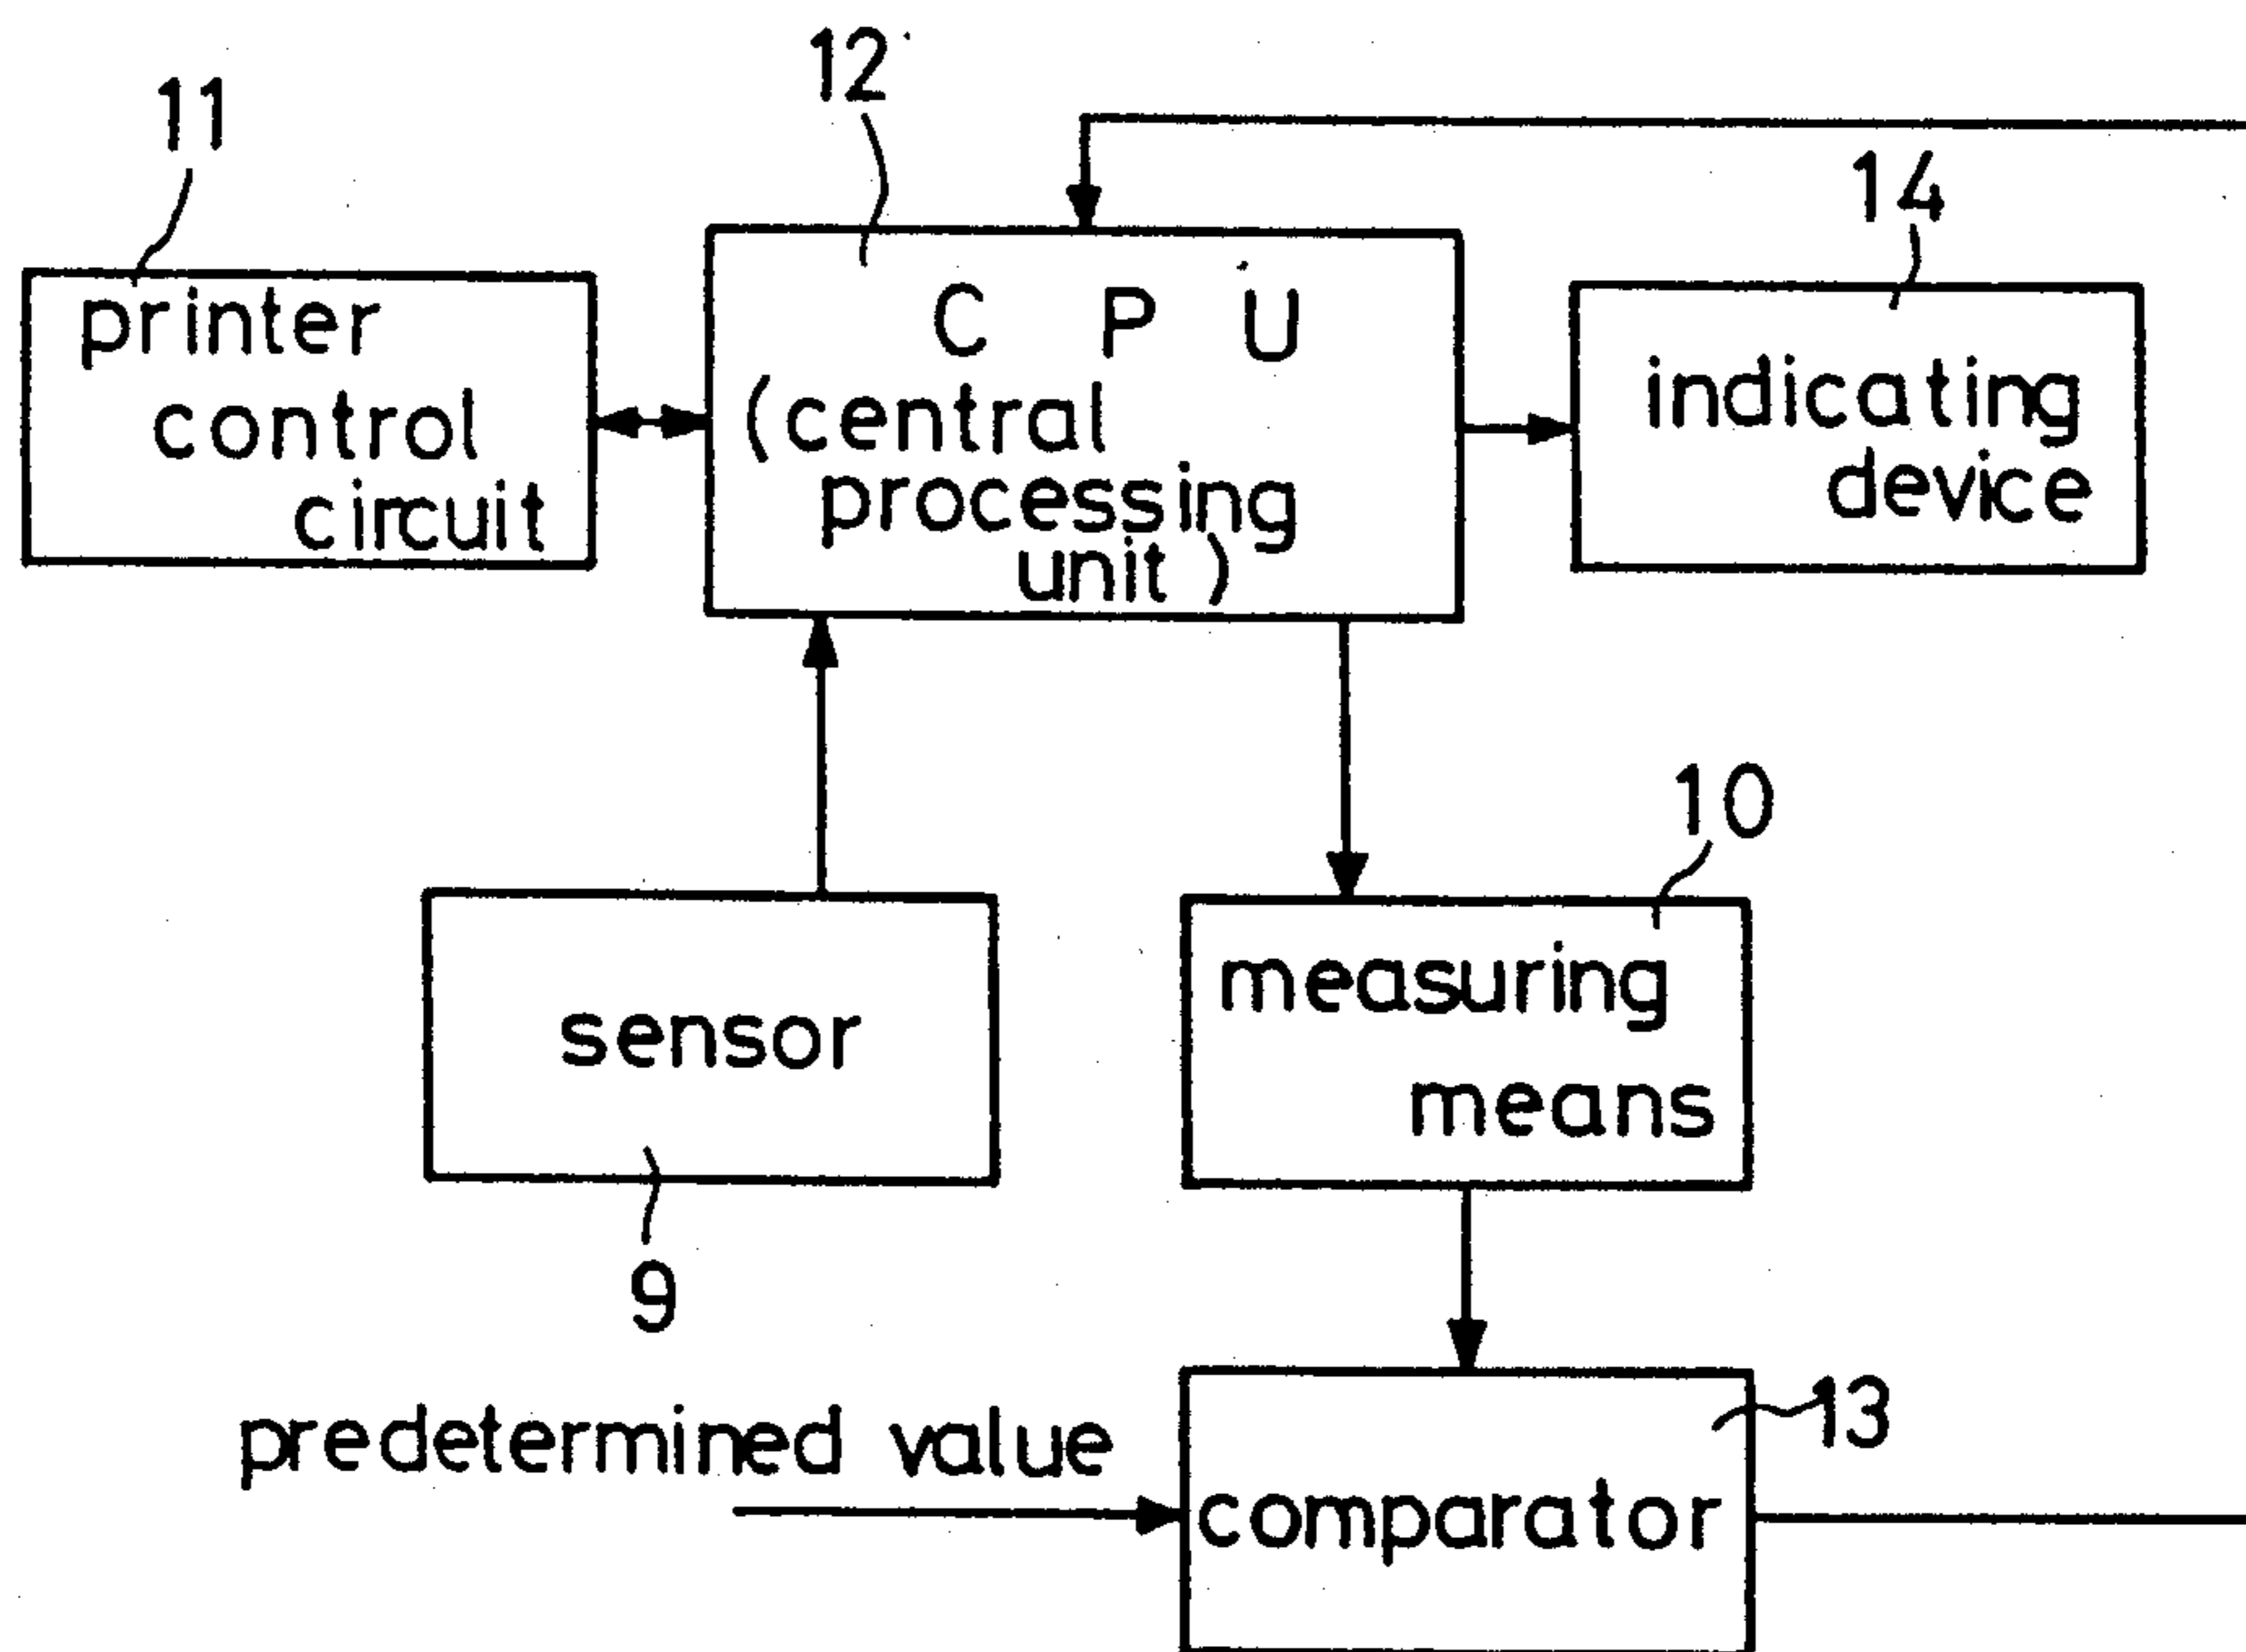 12
11
14
printer
control
circuit
C P U
(central
processing
unit)
indicating
device
10
sensor
measuring
means
9
predetermined value
13
comparator